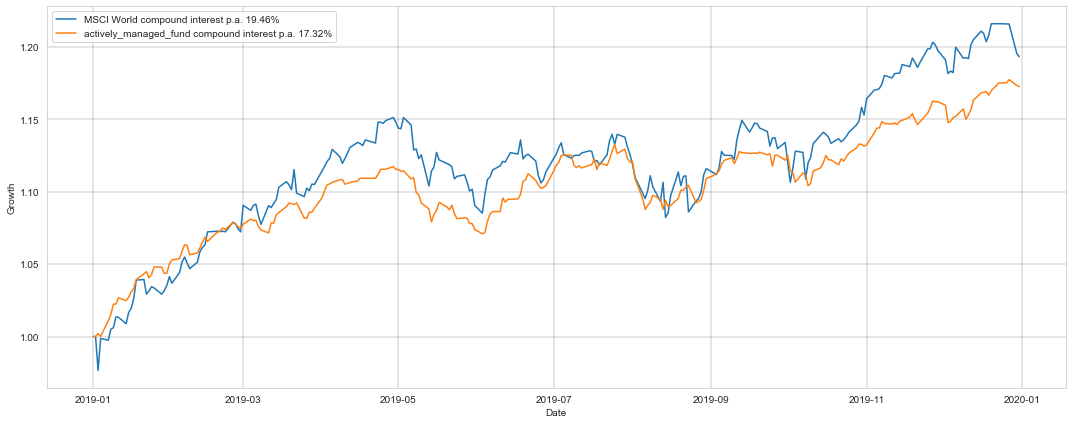 MSCI World compound interest p.a. 19.46%
actively_managed_fund compound interest p.a. 17.32%
Growth
1.20
1.15
1.10
1.05
1.00
2019-01 2019-03 2019-05 2019-07 2019-09 2019-11 2020-01
Date